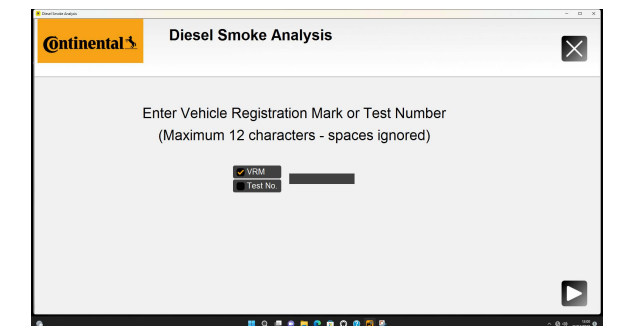 Diesel Smoke Analysis
Continental
Diesel Smoke Analysis
Enter Vehicle Registration Mark or Test Number
(Maximum 12 characters - spaces ignored)
VRM
Test No.